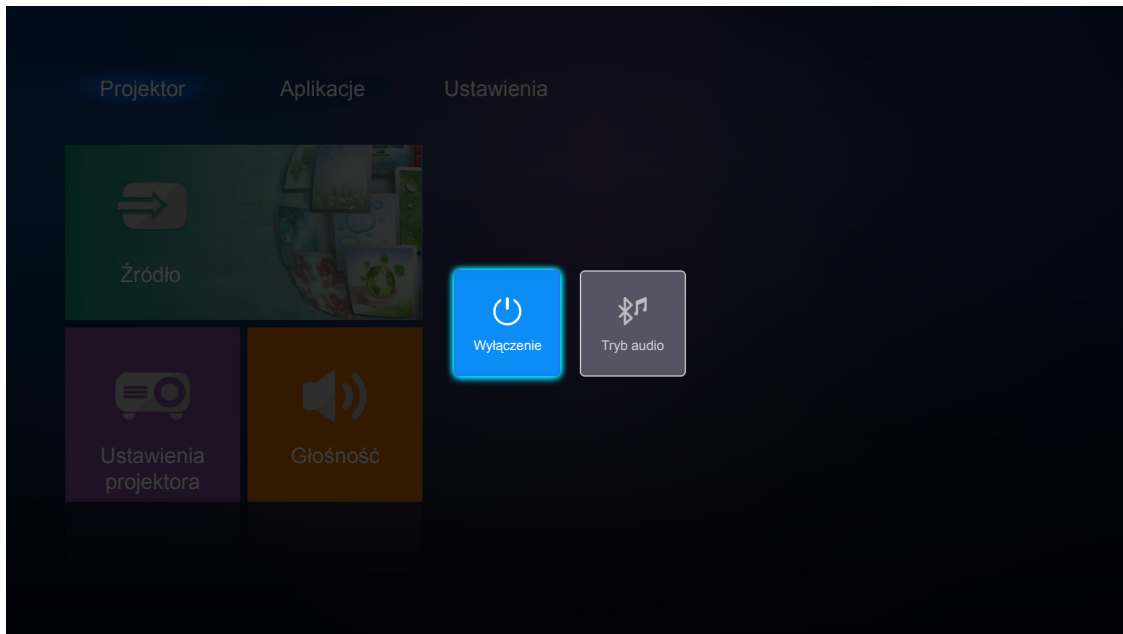 Projektor Aplikacje Ustawienia
Źródło
Wyłączenie Tryb audio
Ustawienia
projektora
Głośność